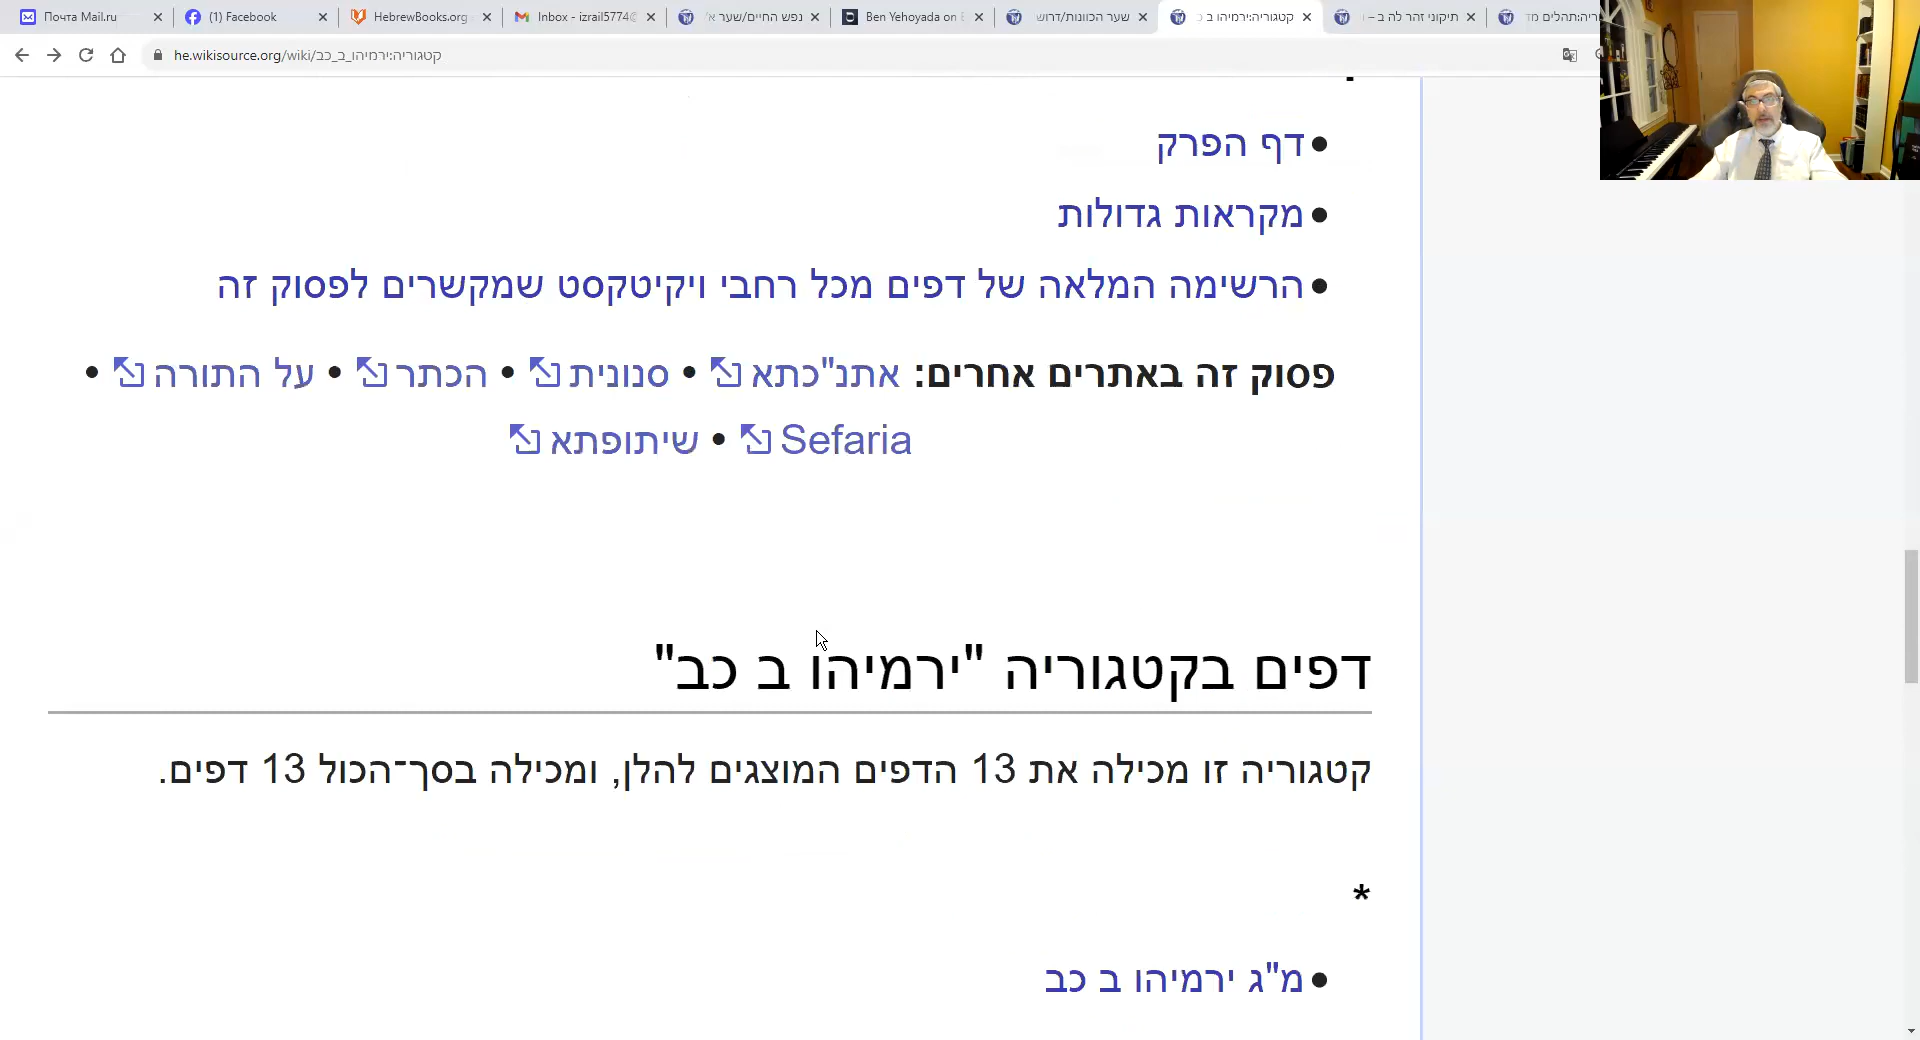 Почта Mail.ru
(1) Facebook
HebrewBooks.org
Inbox - izrail5774@
נפש החיים/שער א'
Ben Yehoyada on
שער הכוונות/דרוש
קטגוריה:ירמיהו ב כ
תיקוני זהר לה ב –
he.wikisource.org/wiki/קטגוריה:ירמיהו_ב_כב
דף הפרק
מקראות גדולות
הרשימה המלאה של דפים מכל רחבי ויקיטקסט שמקשרים לפסוק זה
פסוק זה באתרים אחרים: אתנ"כתא • סנונית • הכתר • על התורה •
Sefaria • שיתופתא
דפים בקטגוריה "ירמיהו ב כב"
קטגוריה זו מכילה את 13 הדפים המוצגים להלן, ומכילה בסך־הכול 13 דפים.
*
מ"ג ירמיהו ב כב